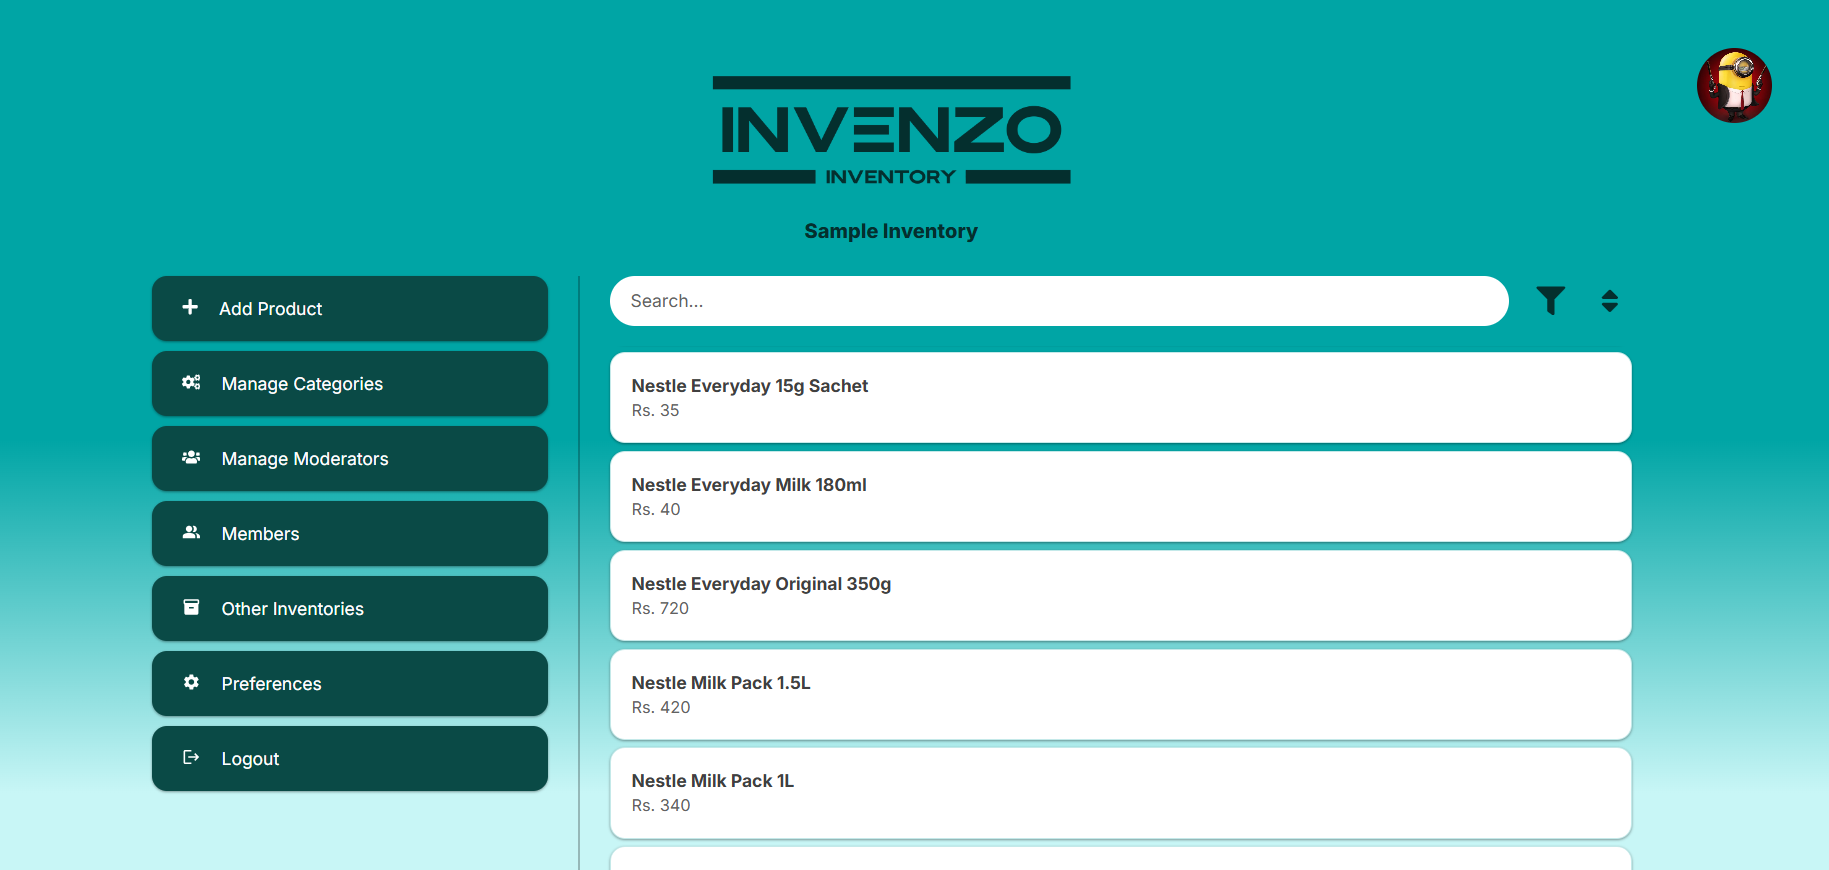 INVENZO
INVENTORY
Sample Inventory
Add Product
Manage Categories
Manage Moderators
Members
Other Inventories
Preferences
Logout
Search...
Nestle Everyday 15g Sachet
Rs. 35
Nestle Everyday Milk 180ml
Rs. 40
Nestle Everyday Original 350g
Rs. 720
Nestle Milk Pack 1.5L
Rs. 420
Nestle Milk Pack 1L
Rs. 340